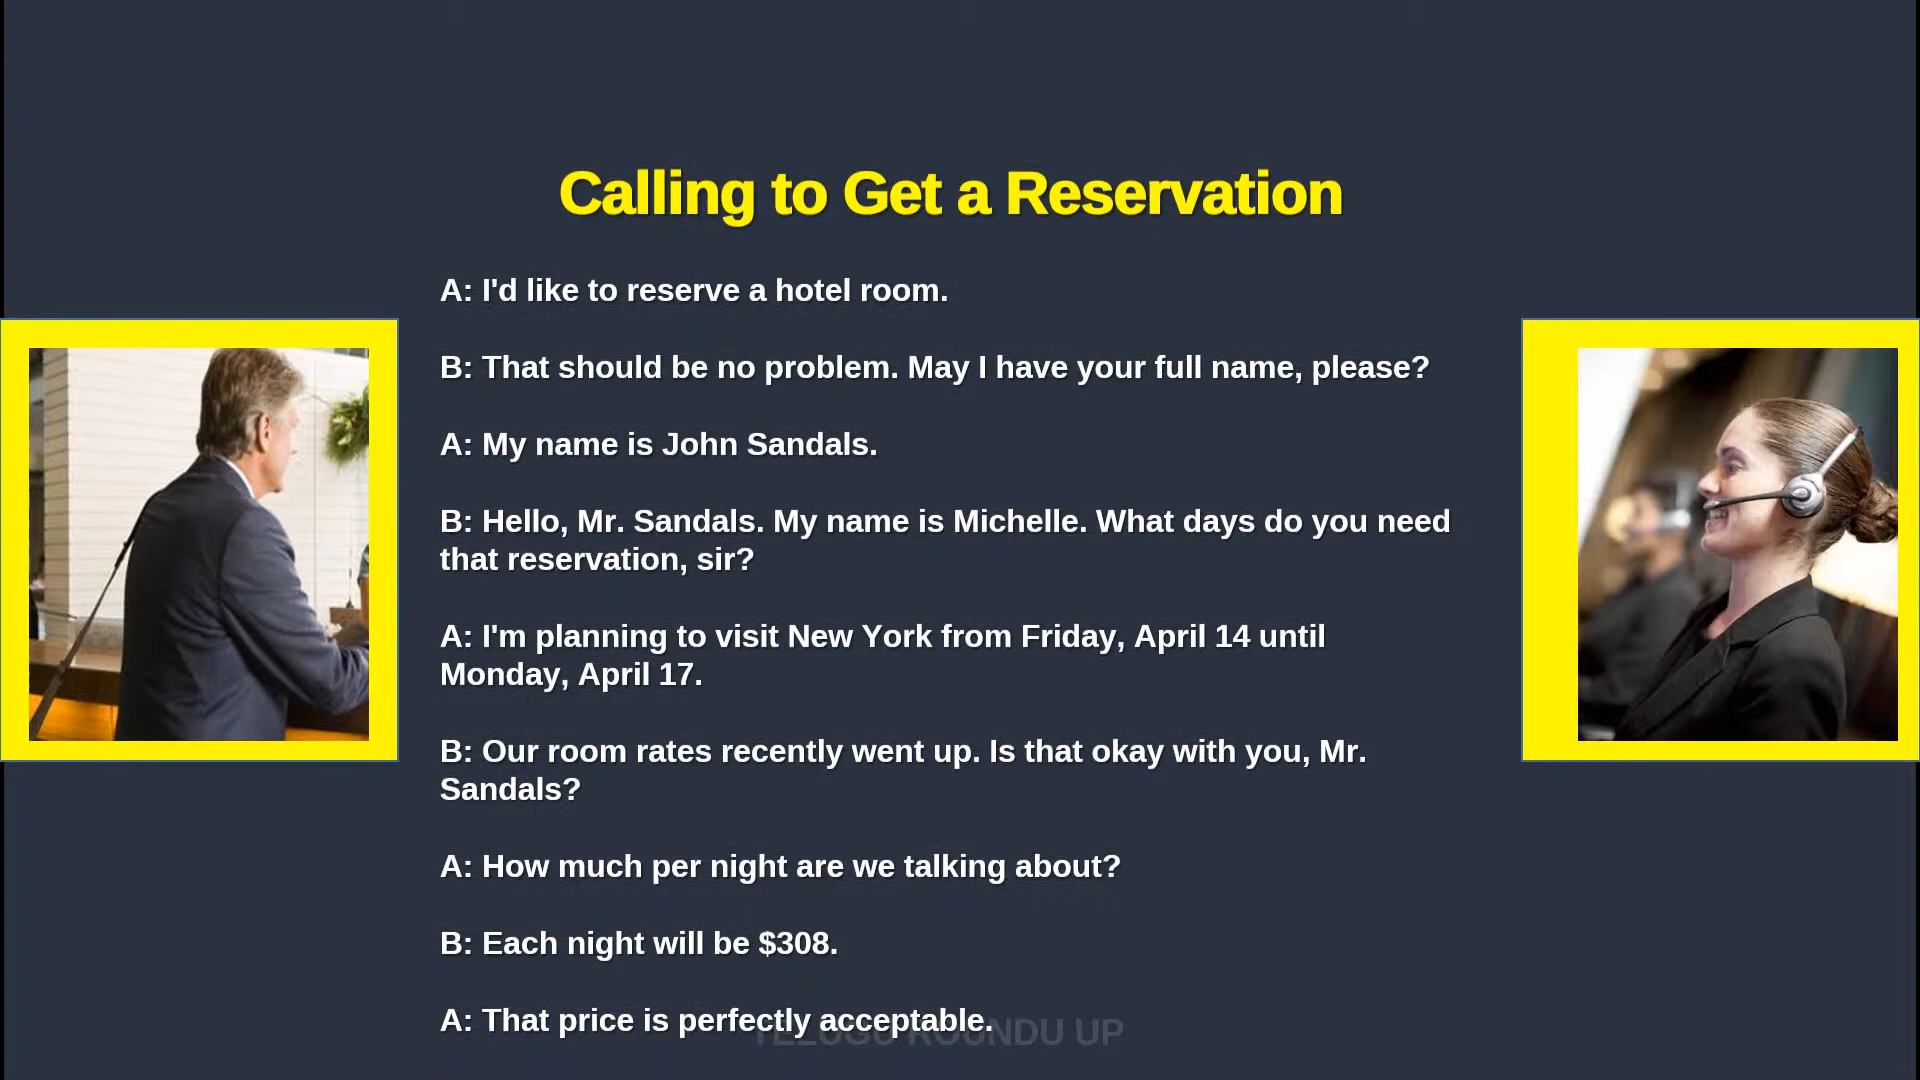 Calling to Get a Reservation
A: I'd like to reserve a hotel room.
B: That should be no problem. May I have your full name, please?
A: My name is John Sandals.
B: Hello, Mr. Sandals. My name is Michelle. What days do you need
that reservation, sir?
A: I'm planning to visit New York from Friday, April 14 until
Monday, April 17.
B: Our room rates recently went up. Is that okay with you, Mr.
Sandals?
A: How much per night are we talking about?
B: Each night will be $308.
A: That price is perfectly acceptable.
TELUGU ROUNDU UP